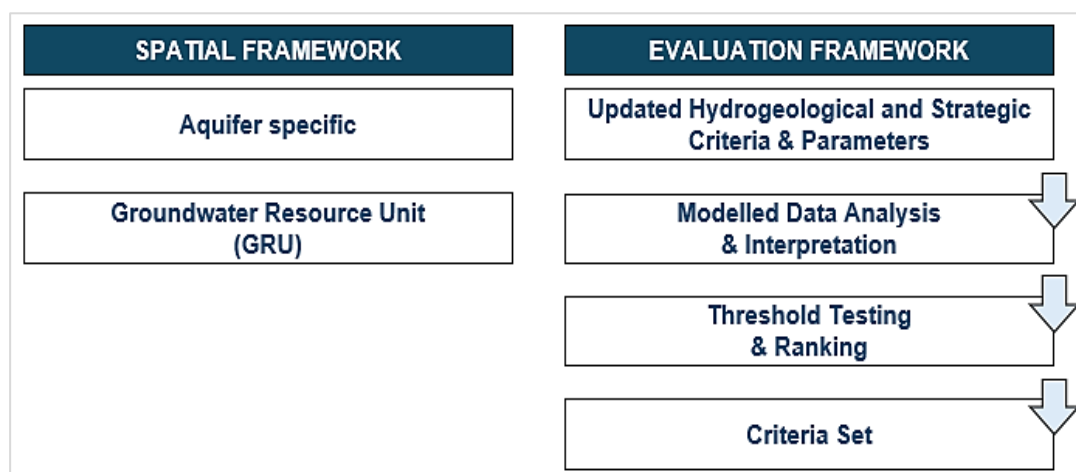 SPATIAL FRAMEWORK
Aquifer specific
Groundwater Resource Unit
(GRU)
EVALUATION FRAMEWORK
Updated Hydrogeological and Strategic
Criteria & Parameters
Modelled Data Analysis
& Interpretation
Threshold Testing
& Ranking
Criteria Set